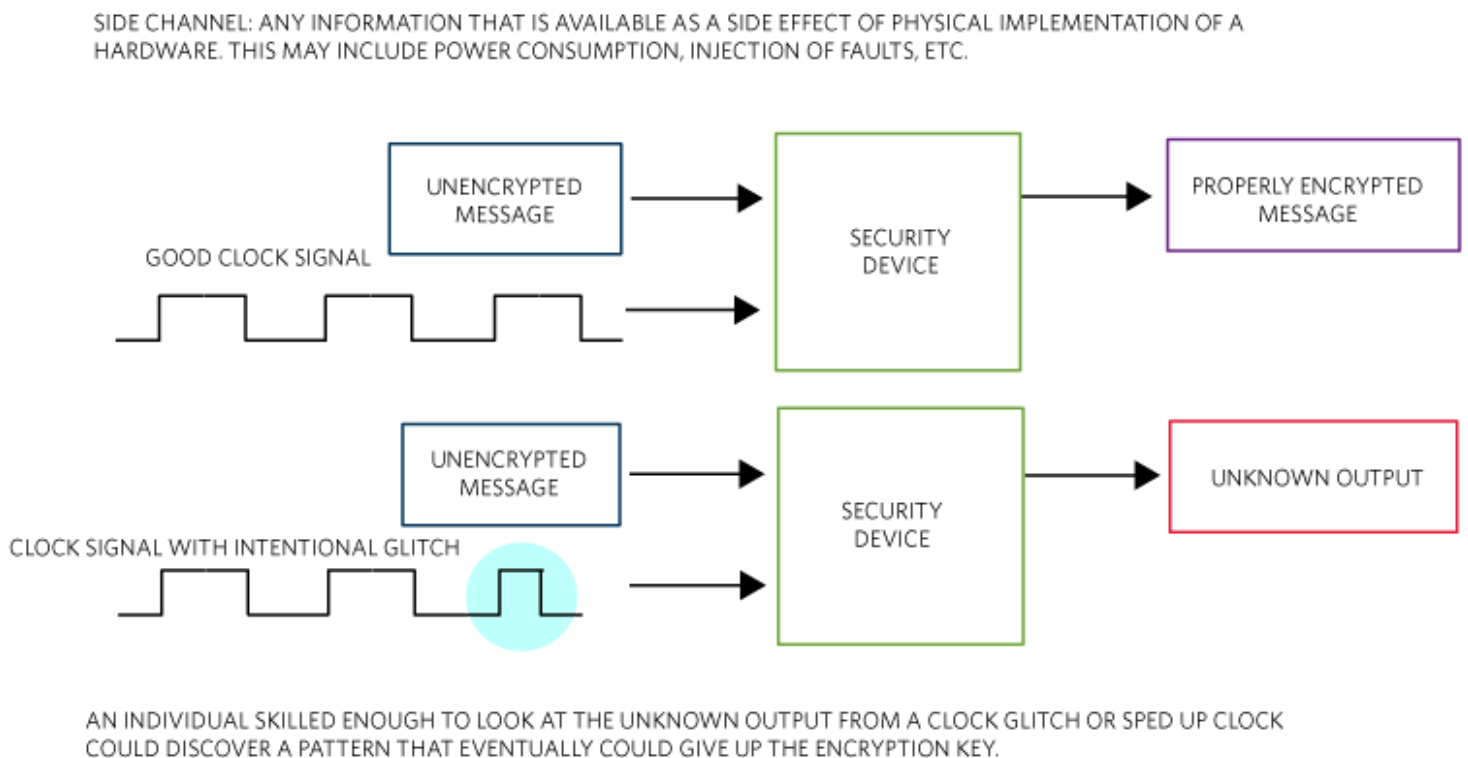 SIDE CHANNEL: ANY INFORMATION THAT IS AVAILABLE AS A SIDE EFFECT OF PHYSICAL IMPLEMENTATION OF A
HARDWARE. THIS MAY INCLUDE POWER CONSUMPTION, INJECTION OF FAULTS, ETC.
UNENCRYPTED
MESSAGE
GOOD CLOCK SIGNAL
SECURITY
DEVICE
PROPERLY ENCRYPTED
MESSAGE
UNENCRYPTED
MESSAGE
CLOCK SIGNAL WITH INTENTIONAL GLITCH
SECURITY
DEVICE
UNKNOWN OUTPUT
AN INDIVIDUAL SKILLED ENOUGH TO LOOK AT THE UNKNOWN OUTPUT FROM A CLOCK GLITCH OR SPED UP CLOCK
COULD DISCOVER A PATTERN THAT EVENTUALLY COULD GIVE UP THE ENCRYPTION KEY.